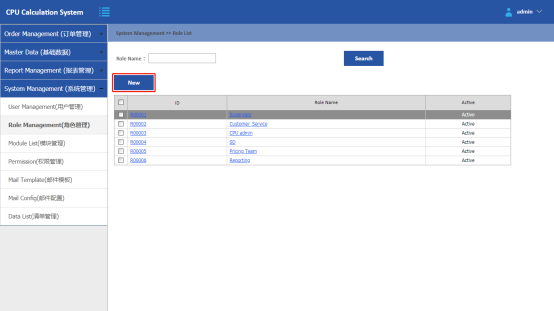 CPU Calculation System
admin
Order Management (订单管理)
System Management >> Role List
Master Data (基础数据)
Role Name :
Search
Report Management (报表管理)
New
System Management (系统管理)
ID Role Name Active
User Management(用户管理)
R00001 Active
R00002 Customer Service Active
Role Management(角色管理)
R00003 CPU admin Active
R00004 SD Active
Module List(模块管理)
R00005 Pricing Team Active
R00006 Reporting Active
Permission(权限管理)
Mail Template(邮件模板)
Mail Config(邮件配置)
Data List(清单管理)